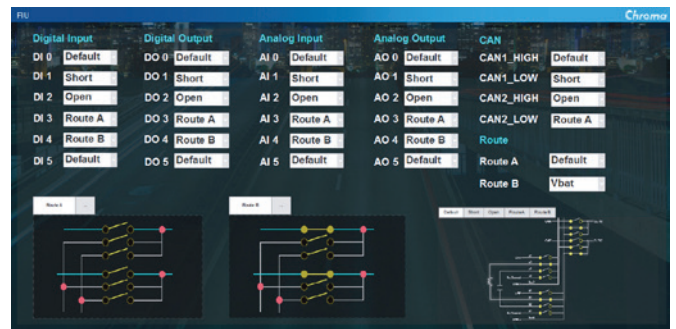 FIU
Chroma
Digital Input Digital Output Analog Input Analog Output CAN
DI 0 Default DO 0 Default AI 0 Default AO 0 Default CAN1_HIGH Default
DI 1 Short DO 1 Short AI 1 Short AO 1 Short CAN1_LOW Short
DI 2 Open DO 2 Open AI 2 Open AO 2 Open CAN2_HIGH Open
DI 3 Route A DO 3 Route A AI 3 Route A AO 3 Route A CAN2_LOW Route A
DI 4 Route B DO 4 Route B AI 4 Route B AO 4 Route B Route
DI 5 Default DO 5 Default AI 5 Default AO 5 Default Route A Default
Route B Vbat
Route A ... Route B ...
Default Short Open Route A Route B